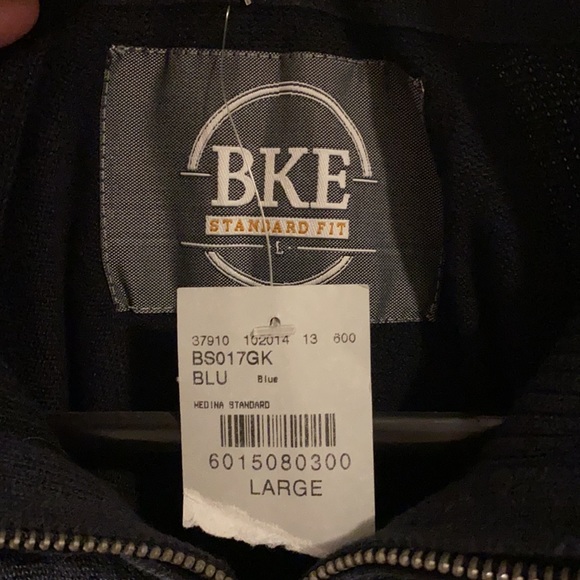 BKE
STANDARD FIT
L
37910 102014 13 600
BS017GK
BLU Blue
MEDINA STANDARD
6015080300
LARGE